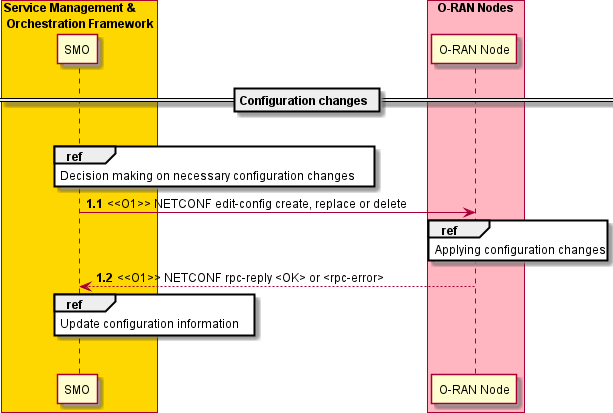 Service Management &
Orchestration Framework
O-RAN Nodes
SMO
O-RAN Node
Configuration changes
ref
Decision making on necessary configuration changes
1.1 <<O1>> NETCONF edit-config create, replace or delete
ref
Applying configuration changes
1.2 <<O1>> NETCONF rpc-reply <OK> or <rpc-error>
ref
Update configuration information
SMO
O-RAN Node